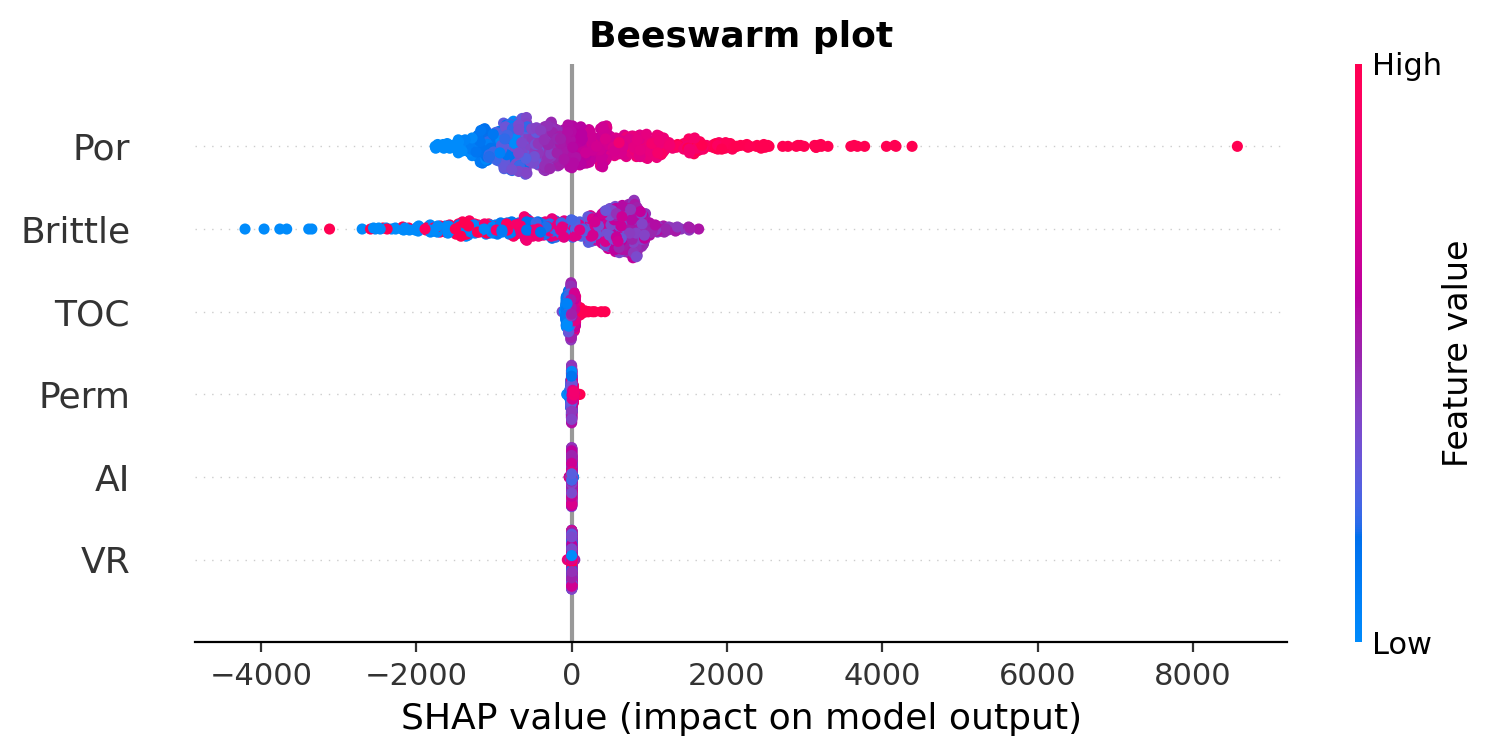 Beeswarm plot
High
Por
Brittle
TOC
Perm
AI
VR
Feature value
Low
−4000 −2000 0 2000 4000 6000 8000
SHAP value (impact on model output)